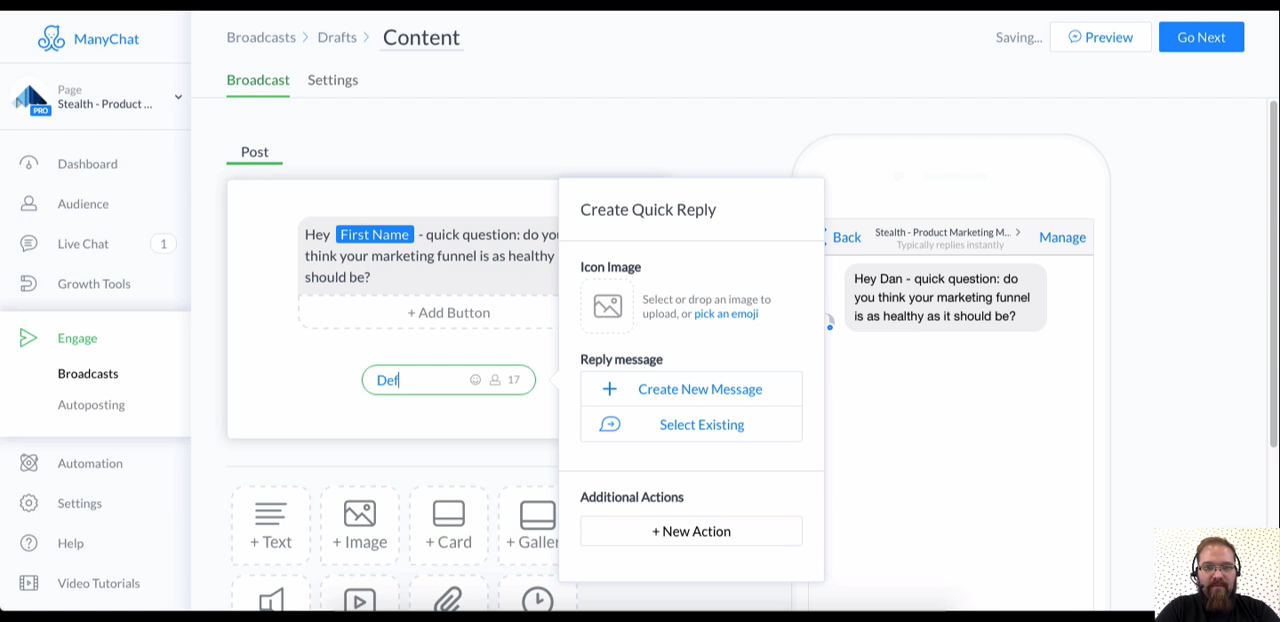 ManyChat
Broadcasts
Drafts
Content
Saving...
Preview
Go Next
Page
Stealth - Product ...
PRO
Broadcast
Settings
Dashboard
Audience
Live Chat
1
Growth Tools
Engage
Broadcasts
Autoposting
Automation
Settings
Help
Video Tutorials
Post
Hey First Name - quick question: do you
think your marketing funnel is as healthy
should be?
+ Add Button
Def
17
+ Text
+ Image
+ Card
+ Galler
Create Quick Reply
Icon Image
Select or drop an image to
upload, or pick an emoji
Reply message
+ Create New Message
Select Existing
Additional Actions
+ New Action
Back
Stealth - Product Marketing M...
Typically replies instantly
Manage
Hey Dan - quick question: do
you think your marketing funnel
is as healthy as it should be?